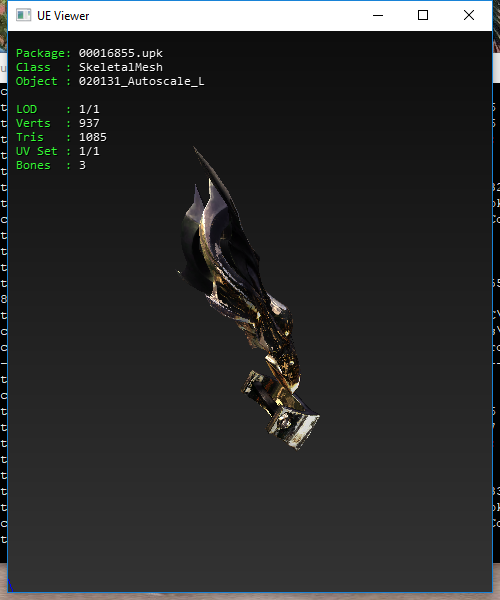 UE Viewer
Package: 00016855.upk
Class : SkeletalMesh
Object : 020131_Autoscale_L
LOD : 1/1
Verts : 937
Tris : 1085
UV Set : 1/1
Bones : 3